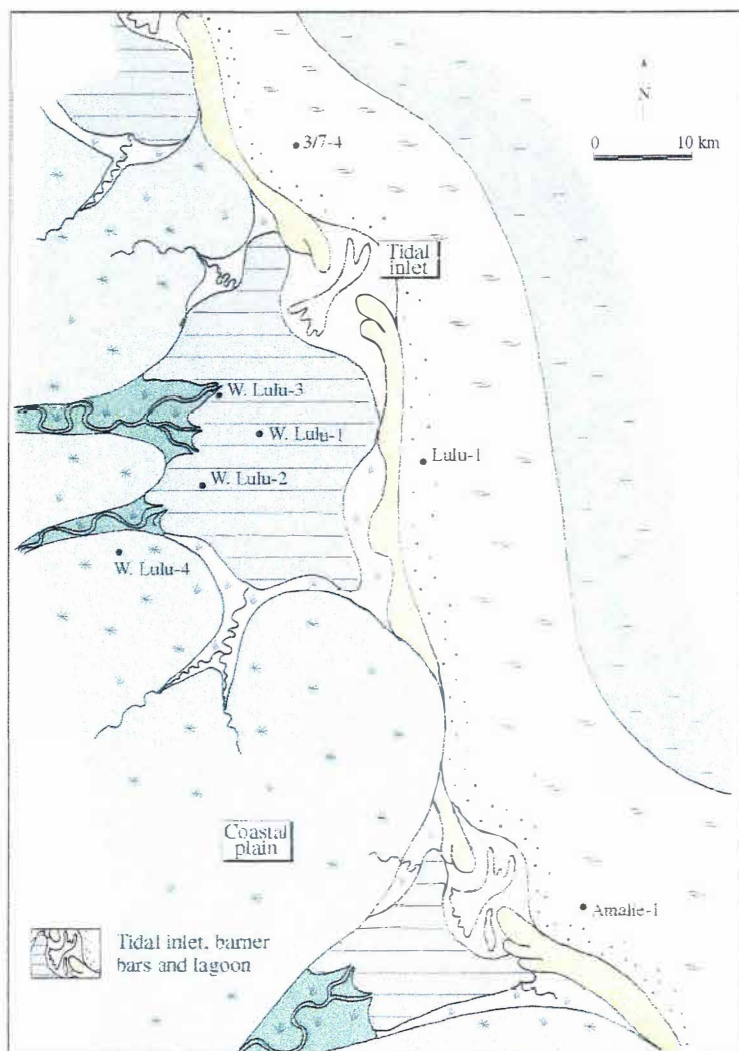 N
0 10 km
3/7-4
Tidal
inlet
W. Lulu-3
W. Lulu-1
Lulu-1
W. Lulu-2
W. Lulu-4
Coastal
plain
Amalie-1
Tidal inlet, barrier
bars and lagoon